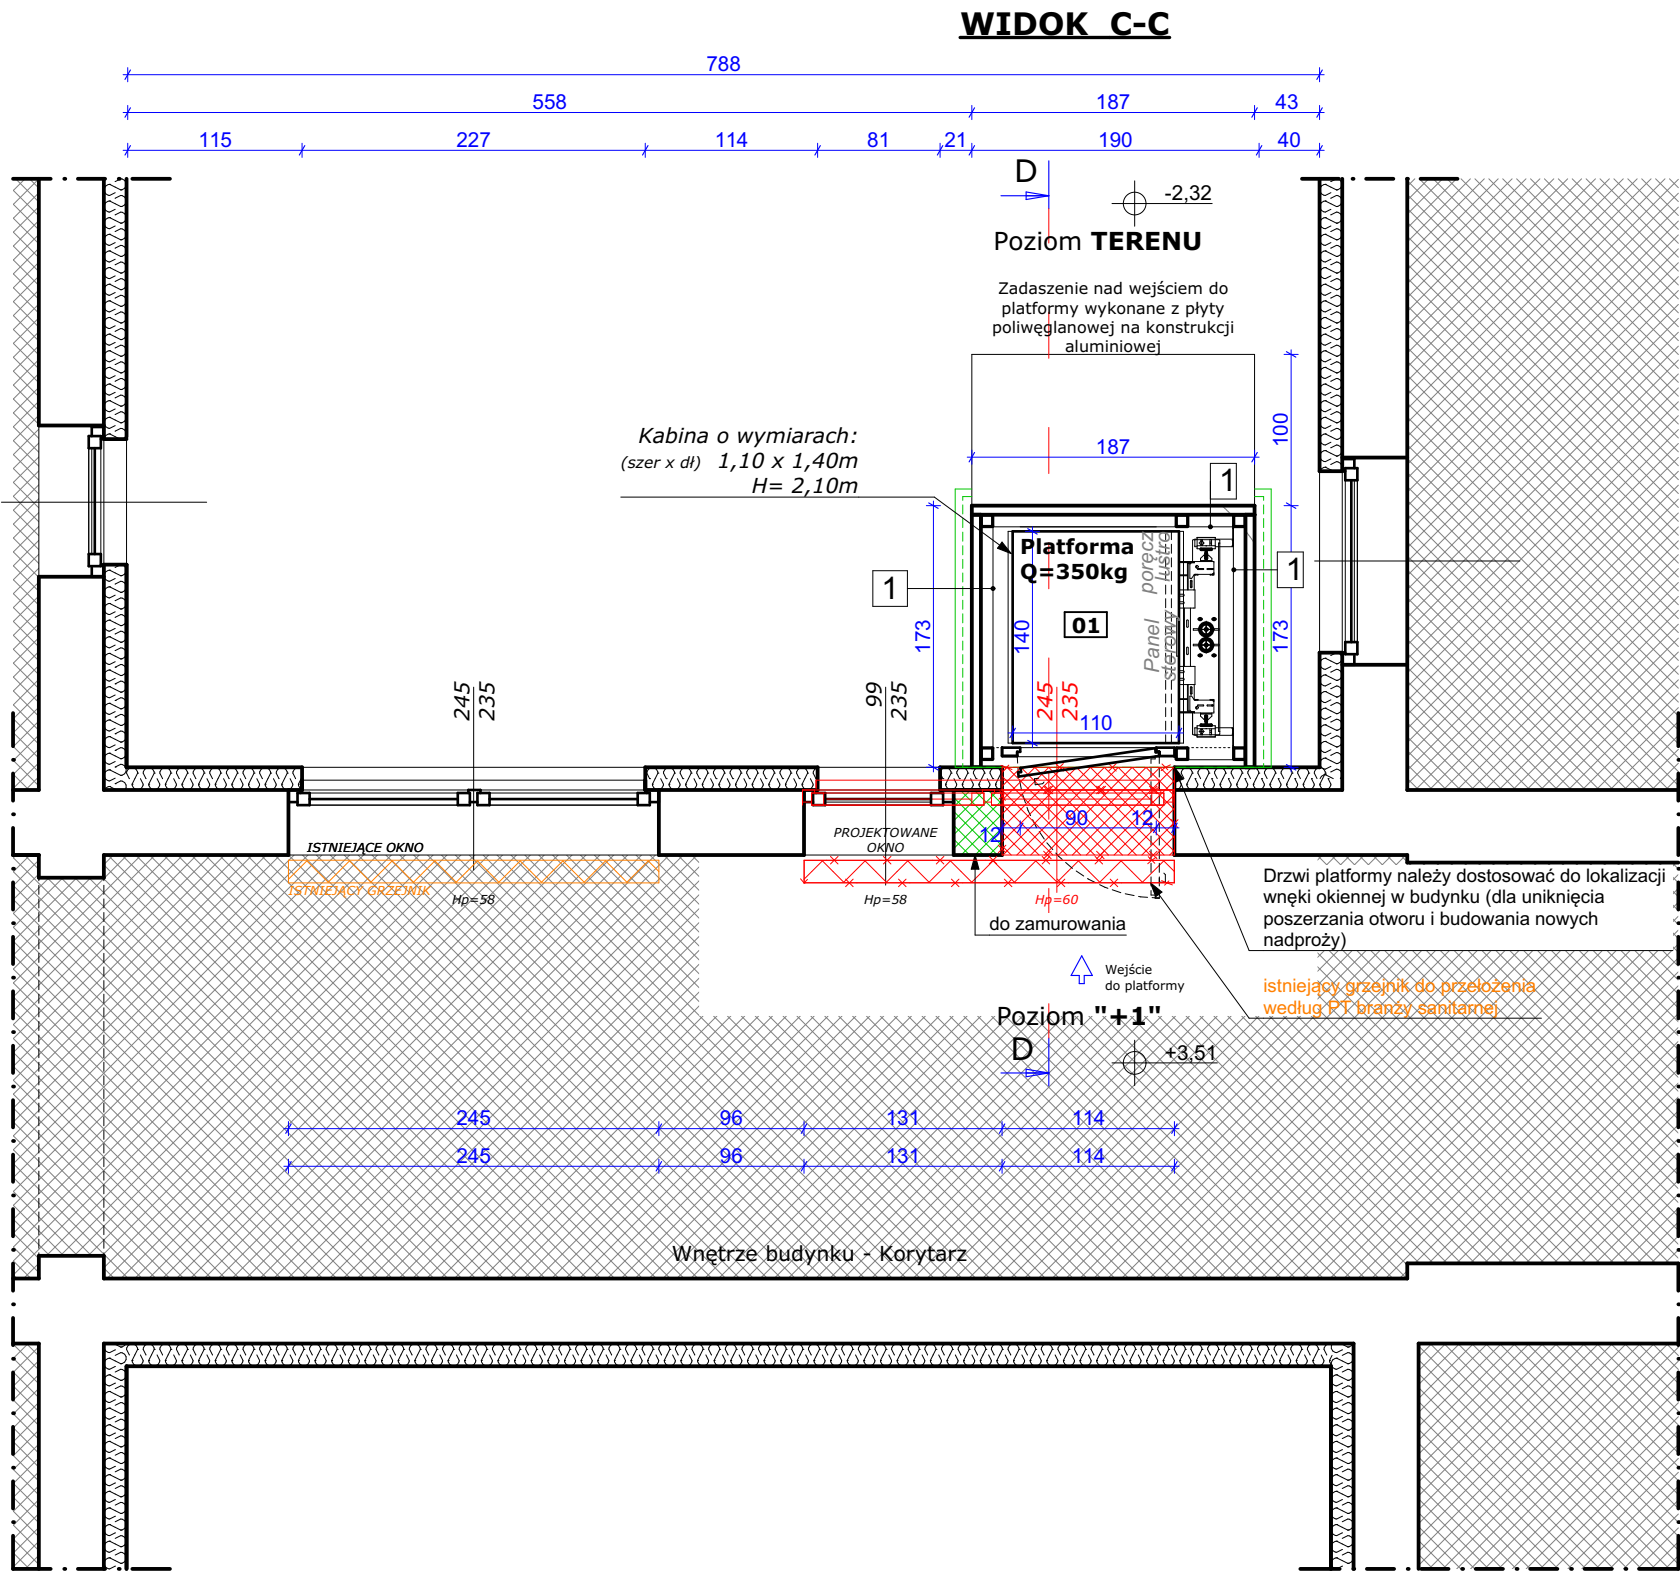 WIDOK C-C
788
558 187 43
115 227 114 81 21 190 40
D
-2,32
Poziom TERENU
Zadaszenie nad wejściem do
platformy wykonane z płyty
poliwęglanowej na konstrukcji
aluminiowej
100
187
Kabina o wymiarach:
(szer x dł) 1,10 x 1,40m
H= 2,10m
1
1
1
Platforma
Q=350kg
01
poręcz
lustro
Panel
sterowy
173
140
173
110
245
235
99
235
245
235
12 90 12
PROJEKTOWANE
OKNO
ISTNIEJĄCE OKNO
ISTNIEJĄCY GRZEJNIK
Hp=58
Hp=58
Hp=60
do zamurowania
Drzwi platformy należy dostosować do lokalizacji
wnęki okiennej w budynku (dla uniknięcia
poszerzania otworu i budowania nowych
nadproży)
Wejście
do platformy
istniejący grzejnik do przełożenia
według PT branży sanitarnej
Poziom "+1"
D
+3,51
245 96 131 114
245 96 131 114
Wnętrze budynku - Korytarz